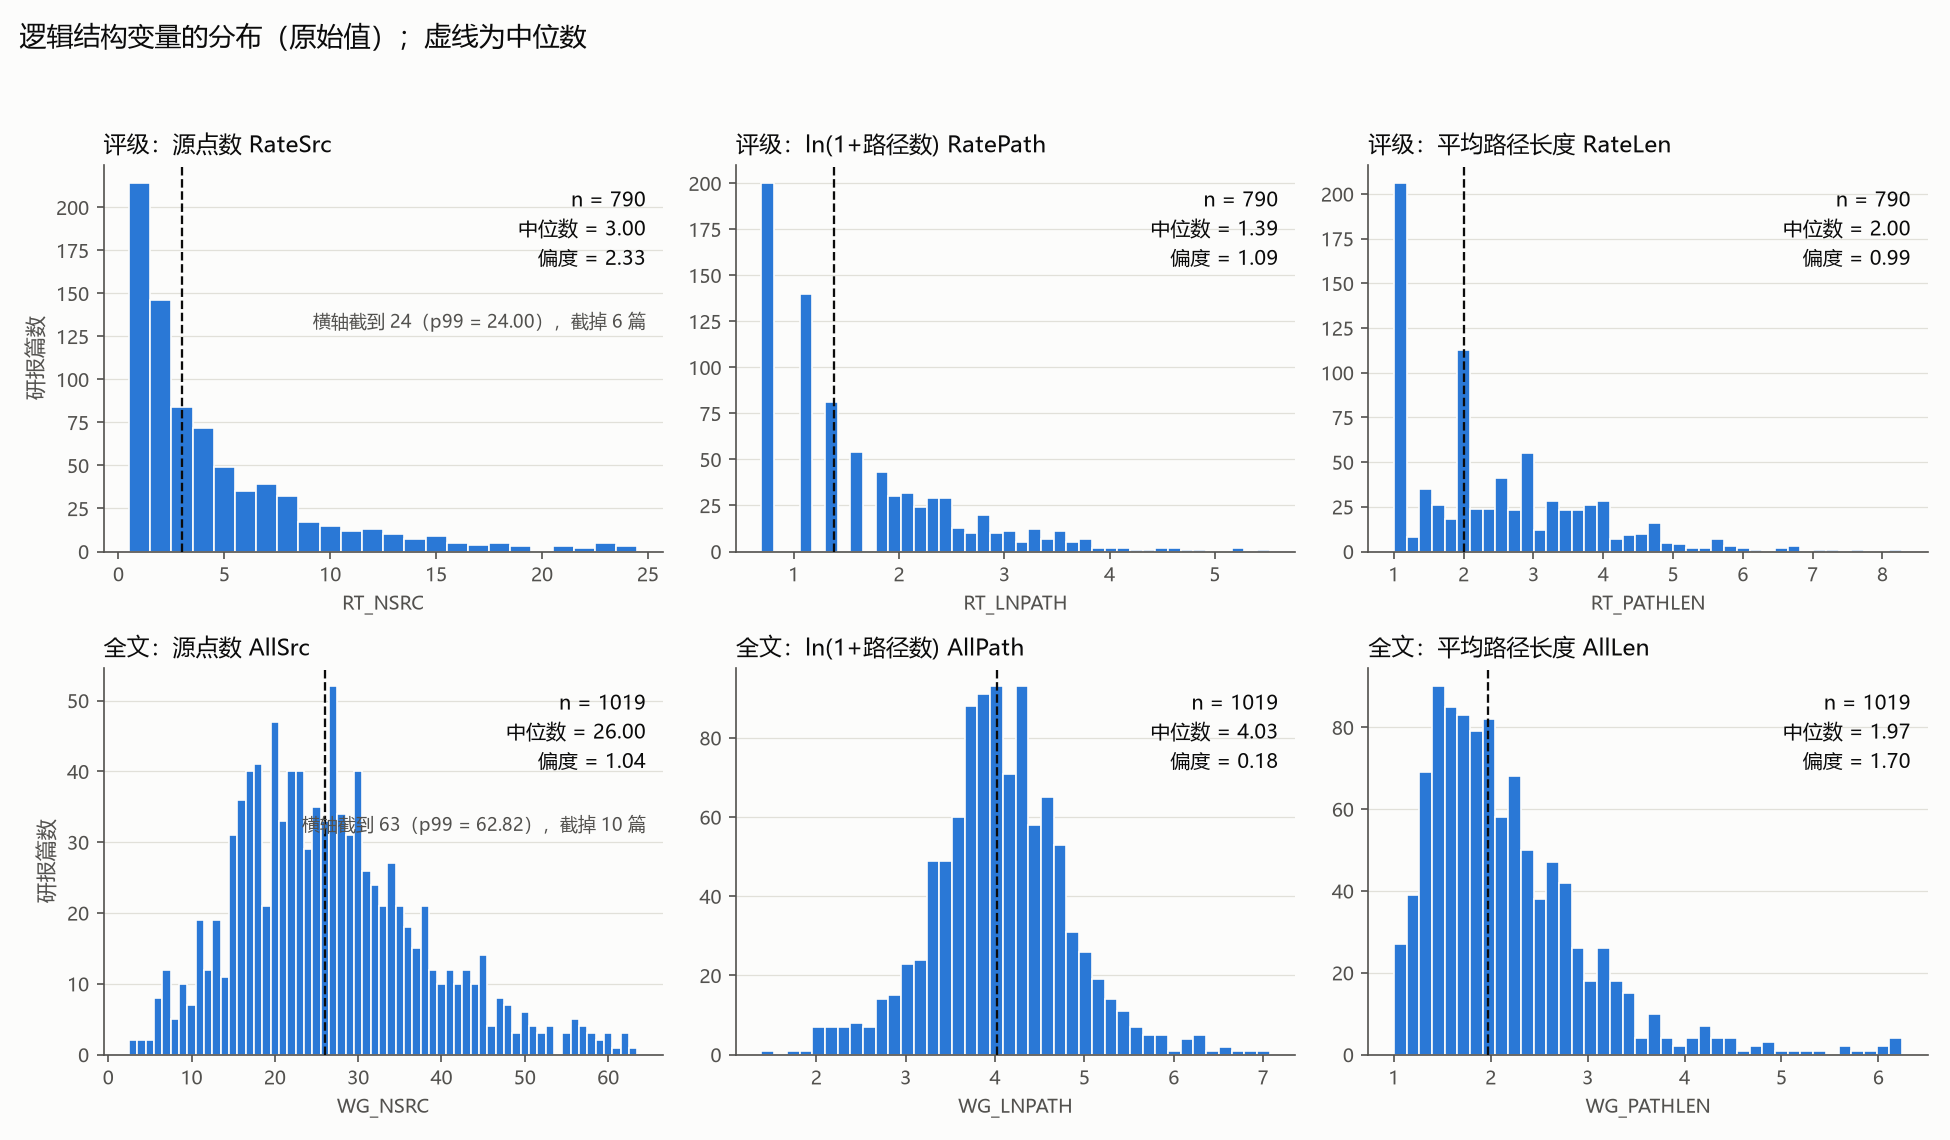 逻辑结构变量的分布（原始值）；虚线为中位数
评级：源点数 RateSrc
n = 790
中位数 = 3.00
偏度 = 2.33
横轴截到 24（p99 = 24.00），截掉 6 篇
研报篇数
200
175
150
125
100
75
50
25
0
0 5 10 15 20 25
RT_NSRC
评级：ln(1+路径数) RatePath
n = 790
中位数 = 1.39
偏度 = 1.09
200
175
150
125
100
75
50
25
0
1 2 3 4 5
RT_LNPATH
评级：平均路径长度 RateLen
n = 790
中位数 = 2.00
偏度 = 0.99
200
175
150
125
100
75
50
25
0
1 2 3 4 5 6 7 8
RT_PATHLEN
全文：源点数 AllSrc
n = 1019
中位数 = 26.00
偏度 = 1.04
横轴截到 63（p99 = 62.82），截掉 10 篇
研报篇数
50
40
30
20
10
0
0 10 20 30 40 50 60
WG_NSRC
全文：ln(1+路径数) AllPath
n = 1019
中位数 = 4.03
偏度 = 0.18
80
60
40
20
0
2 3 4 5 6 7
WG_LNPATH
全文：平均路径长度 AllLen
n = 1019
中位数 = 1.97
偏度 = 1.70
80
60
40
20
0
1 2 3 4 5 6
WG_PATHLEN